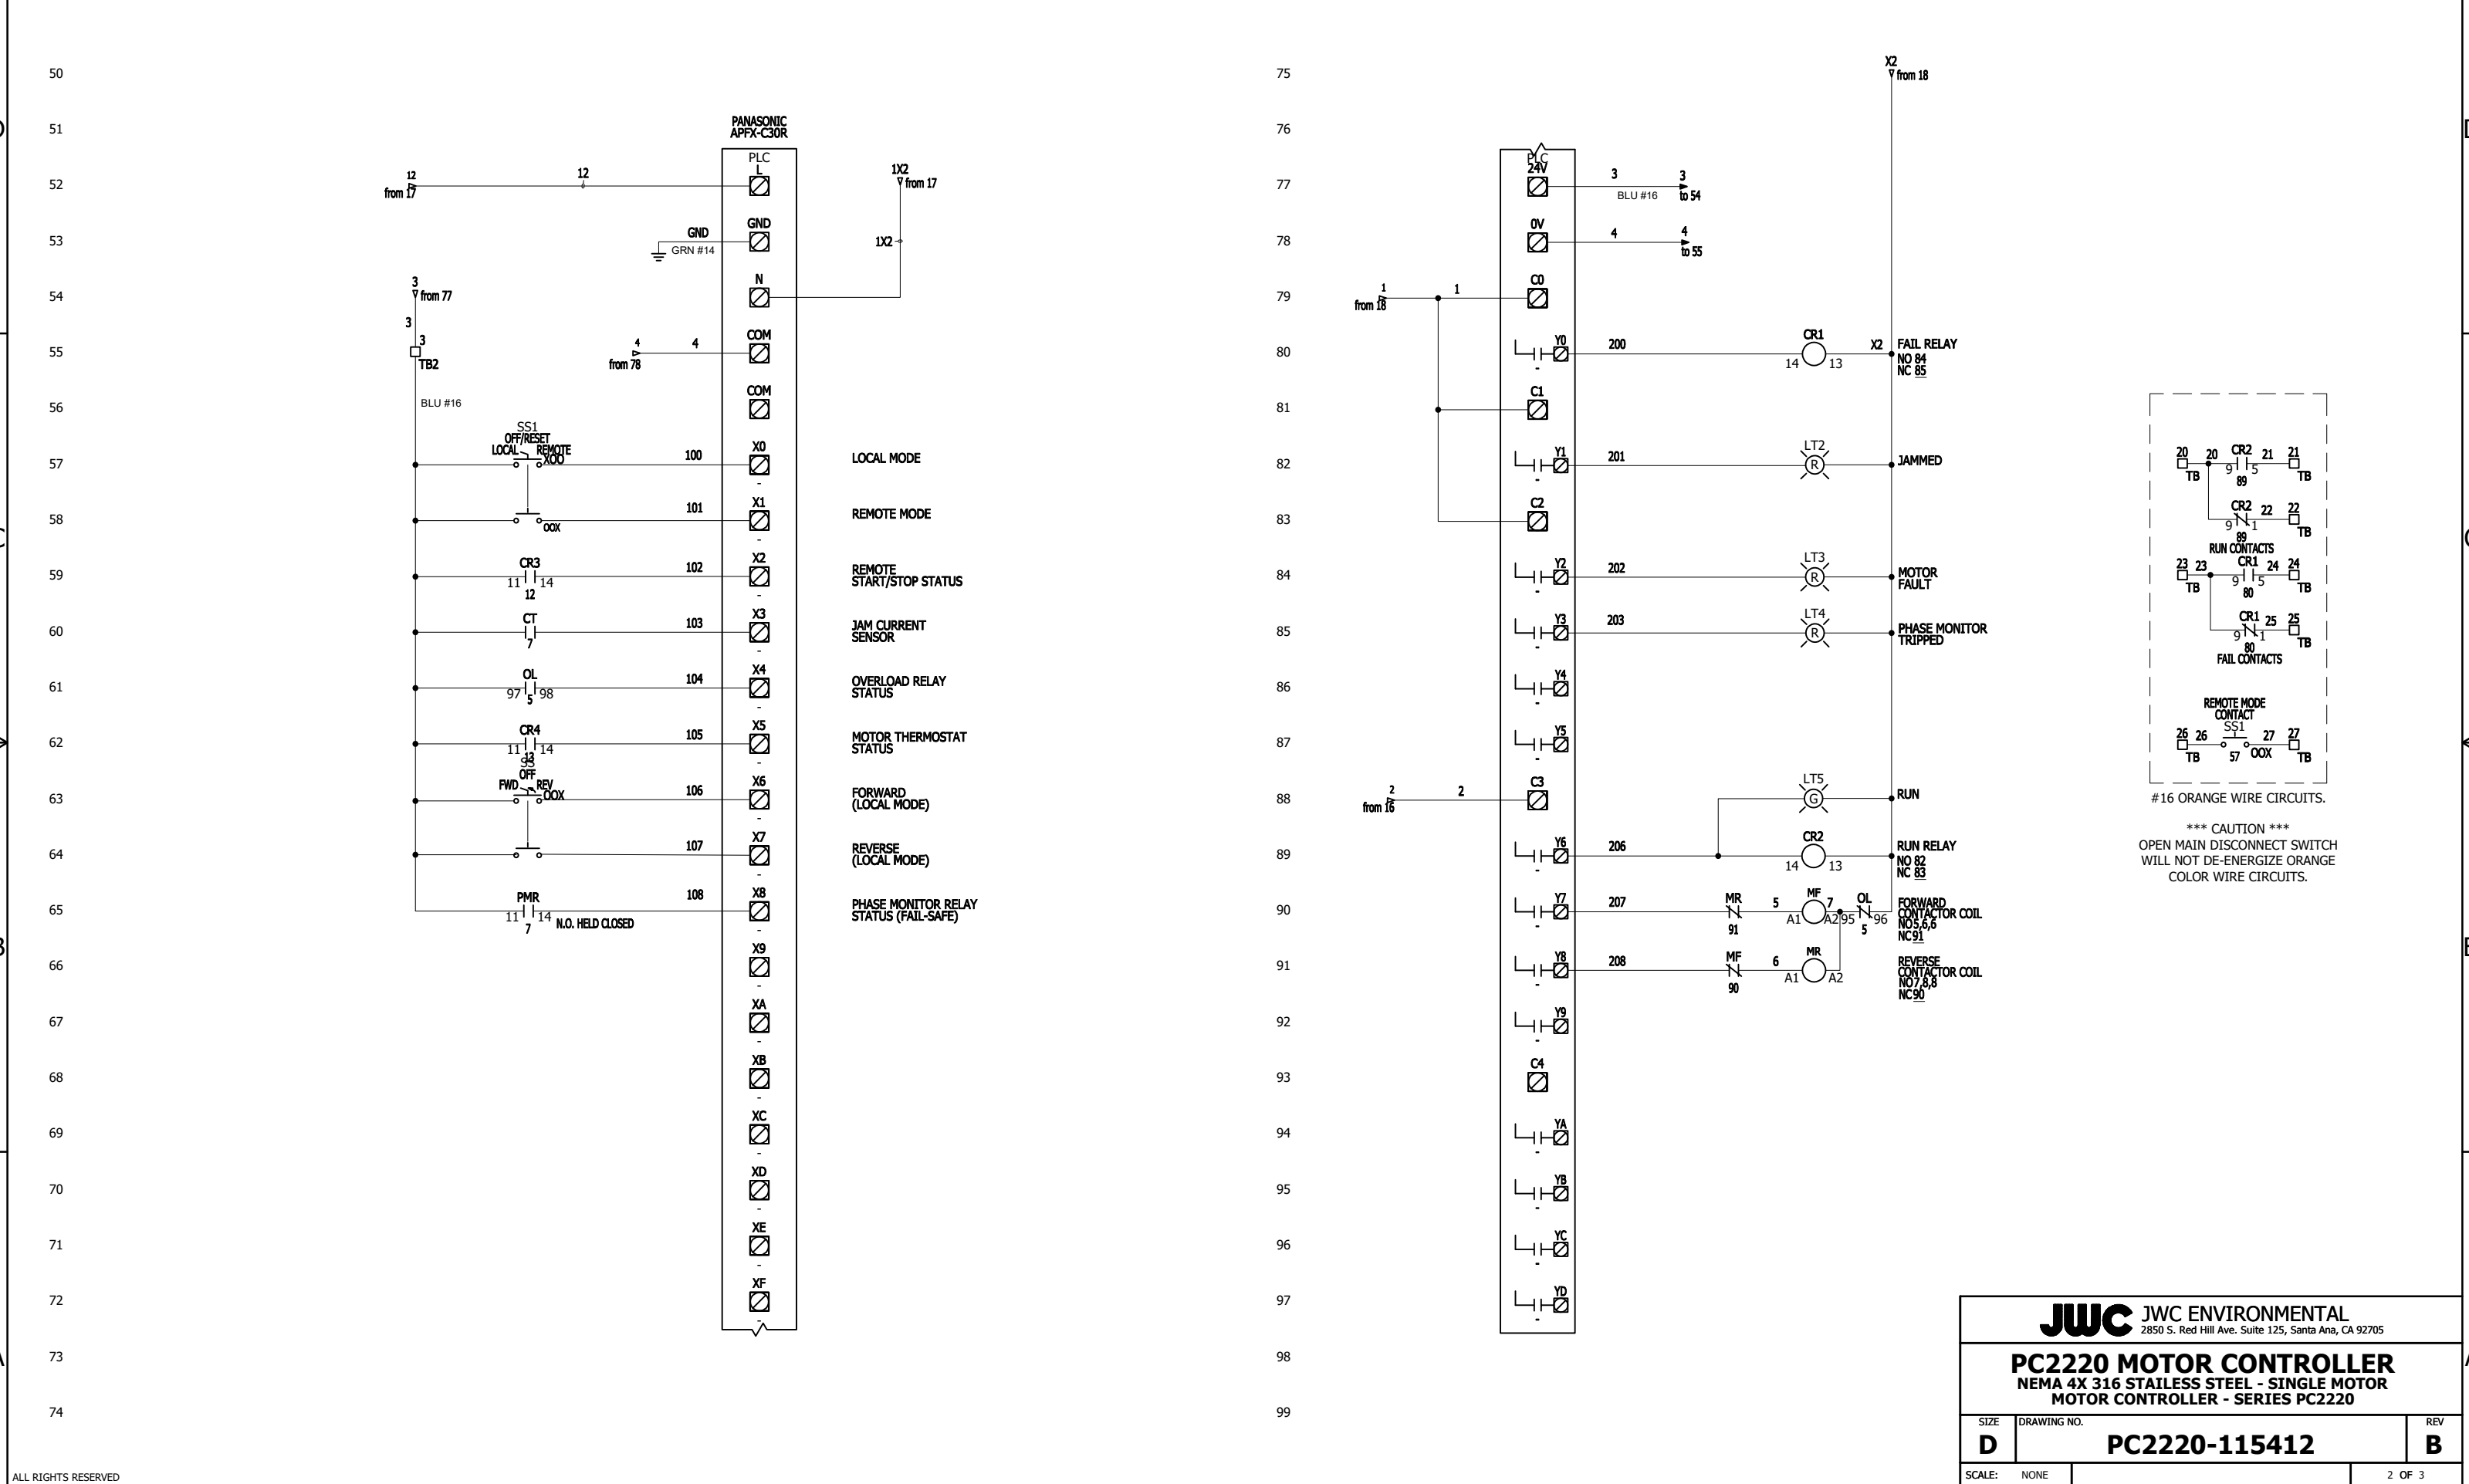 50
51
PANASONIC
APFX-C30R
PLC
52
12
from 17
12
L
1X2
from 17
53
GND
GRN #14
GND
1X2
54
3
from 77
N
3
55
3
TB2
4
from 78
4
COM
56
BLU #16
COM
SS1
OFF/RESET
LOCAL REMOTE
57
XOO
100
X0
-
LOCAL MODE
58
OOX
101
X1
-
REMOTE MODE
59
CR3
11 14
12
102
X2
-
REMOTE
START/STOP STATUS
60
CT
7
103
X3
-
JAM CURRENT
SENSOR
61
OL
97 98
5
104
X4
-
OVERLOAD RELAY
STATUS
62
CR4
11 14
13
105
X5
-
MOTOR THERMOSTAT
STATUS
OFF
FWD REV
63
OOX
106
X6
-
FORWARD
(LOCAL MODE)
64
107
X7
-
REVERSE
(LOCAL MODE)
65
PMR
11 14
7
N.O. HELD CLOSED
108
X8
-
PHASE MONITOR RELAY
STATUS (FAIL-SAFE)
66
X9
-
67
XA
-
68
XB
-
69
XC
-
70
XD
-
71
XE
-
72
XF
-
73
74
ALL RIGHTS RESERVED
75
X2
from 18
76
PLC
77
24V
3
BLU #16
3
to 54
78
0V
4
4
to 55
79
1
from 18
1
C0
80
Y0
-
200
CR1
14 13
X2
FAIL RELAY
NO 84
NC 85
81
C1
82
Y1
-
201
LT2
R
JAMMED
83
C2
84
Y2
-
202
LT3
R
MOTOR
FAULT
85
Y3
-
203
LT4
R
PHASE MONITOR
TRIPPED
86
Y4
-
87
Y5
-
88
2
from 16
2
C3
LT5
G
RUN
89
Y6
-
206
CR2
14 13
RUN RELAY
NO 82
NC 83
90
Y7
-
207
MR
91
5
MF
A1 A2
7
95
OL
96
5
FORWARD
CONTACTOR COIL
NO5,6,6
NC91
91
Y8
-
208
MF
90
6
MR
A1 A2
REVERSE
CONTACTOR COIL
NO7,8,8
NC90
92
Y9
-
93
C4
94
YA
-
95
YB
-
96
YC
-
97
YD
-
98
99
20 20 CR2 21 21
TB 9 5 TB
89
CR2 22 22
9 1 TB
89
RUN CONTACTS
23 23 CR1 24 24
TB 9 5 TB
80
CR1 25 25
9 1 TB
80
FAIL CONTACTS
REMOTE MODE
CONTACT
SS1
26 26 27 27
TB 57 OOX TB
#16 ORANGE WIRE CIRCUITS.
*** CAUTION ***
OPEN MAIN DISCONNECT SWITCH
WILL NOT DE-ENERGIZE ORANGE
COLOR WIRE CIRCUITS.
JWC JWC ENVIRONMENTAL
2850 S. Red Hill Ave. Suite 125, Santa Ana, CA 92705
PC2220 MOTOR CONTROLLER
NEMA 4X 316 STAILESS STEEL - SINGLE MOTOR
MOTOR CONTROLLER - SERIES PC2220
SIZE DRAWING NO. REV
D PC2220-115412 B
SCALE: NONE 2 OF 3